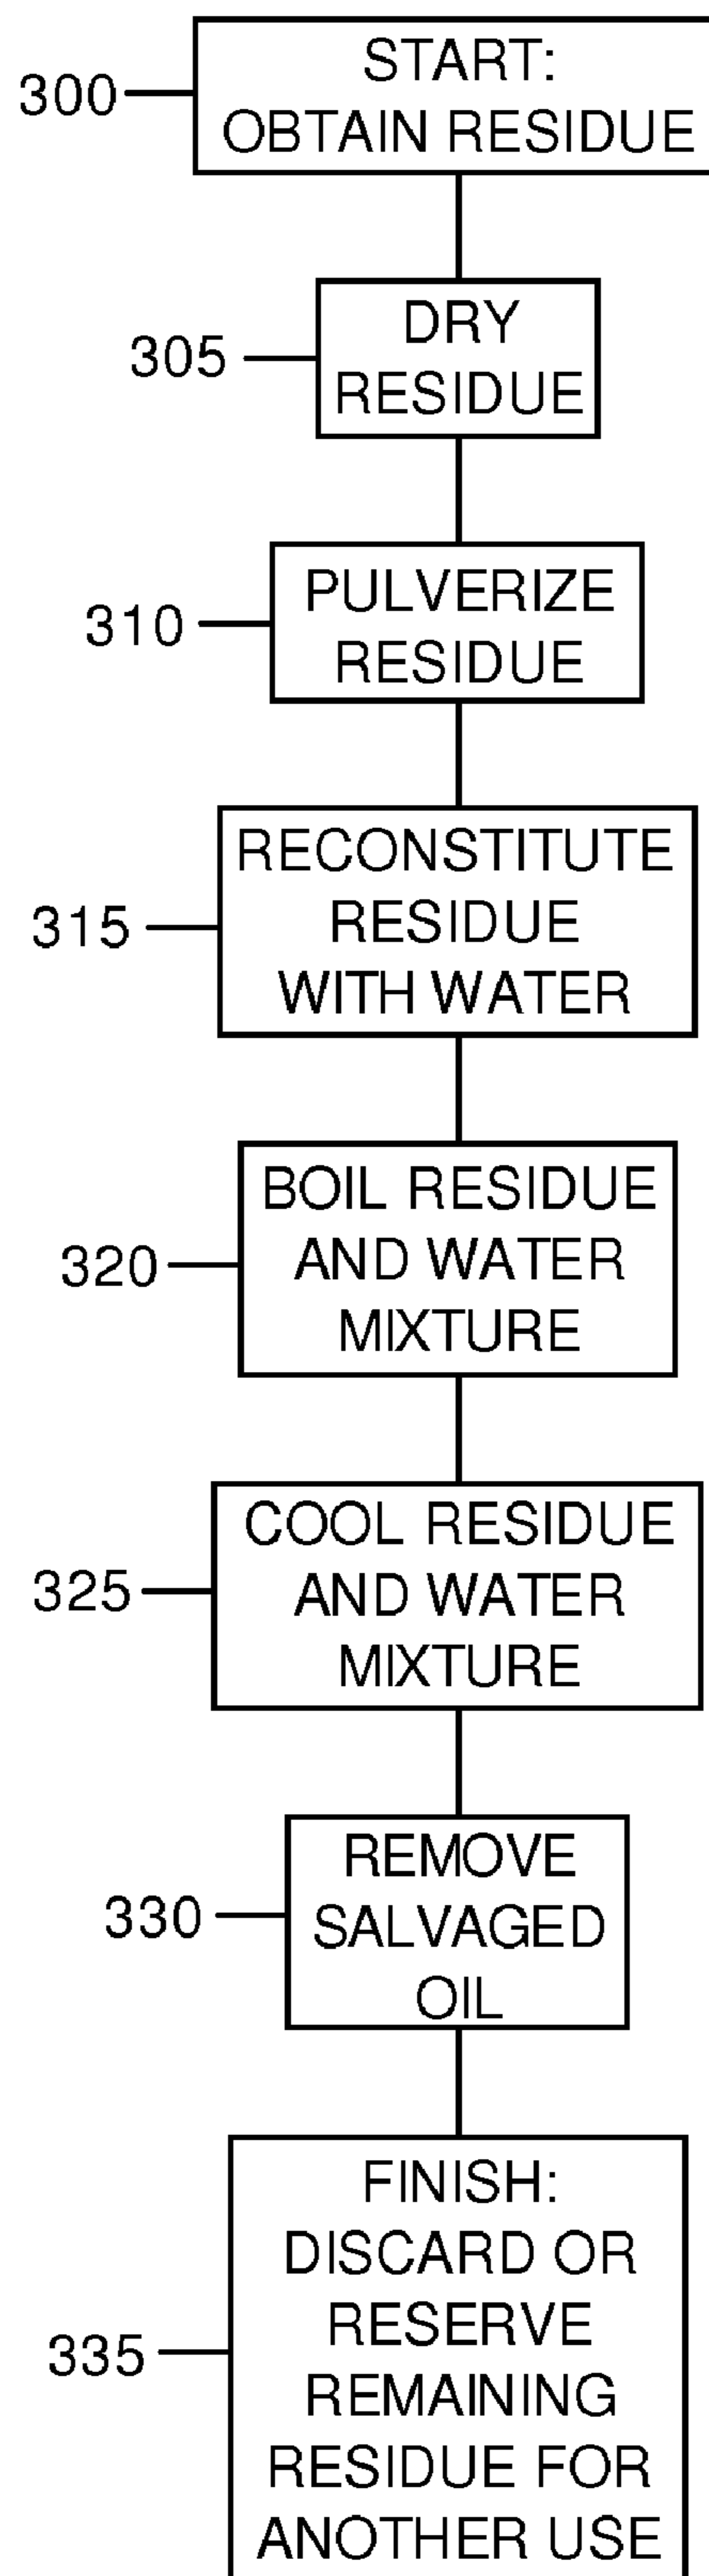 300
START:
OBTAIN RESIDUE
305
DRY
RESIDUE
310
PULVERIZE
RESIDUE
315
RECONSTITUTE
RESIDUE
WITH WATER
320
BOIL RESIDUE
AND WATER
MIXTURE
325
COOL RESIDUE
AND WATER
MIXTURE
330
REMOVE
SALVAGED
OIL
335
FINISH:
DISCARD OR
RESERVE
REMAINING
RESIDUE FOR
ANOTHER USE